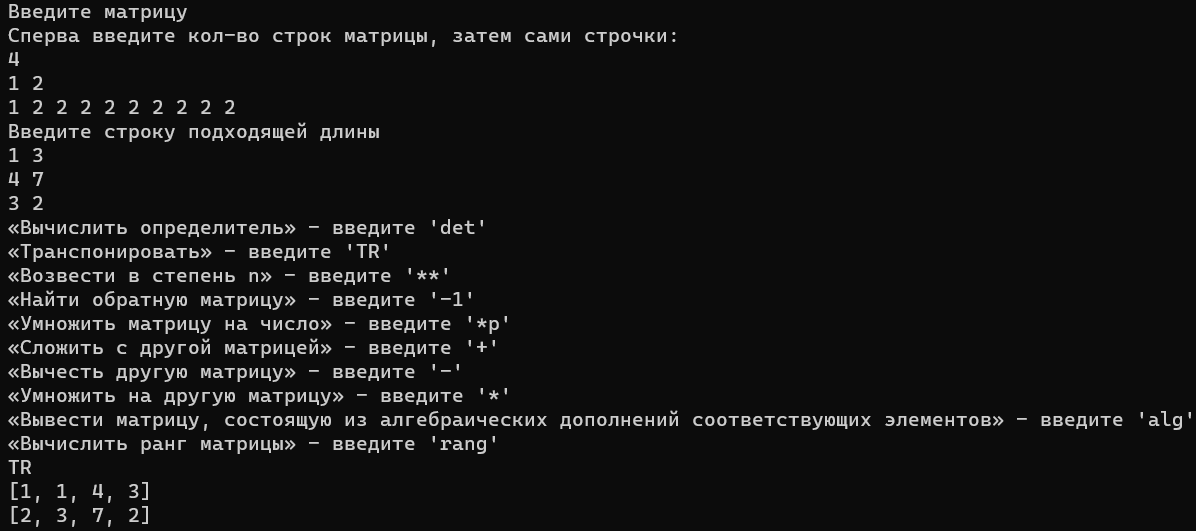 Введите матрицу
Сперва введите кол-во строк матрицы, затем сами строчки:
4
1 2
1 2 2 2 2 2 2 2 2 2
Введите строку подходящей длины
1 3
4 7
3 2
«Вычислить определитель» - введите 'det'
«Транспонировать» - введите 'TR'
«Возвести в степень n» - введите '**'
«Найти обратную матрицу» - введите '-1'
«Умножить матрицу на число» - введите '*p'
«Сложить с другой матрицей» - введите '+'
«Вычесть другую матрицу» - введите '-'
«Умножить на другую матрицу» - введите '*'
«Вывести матрицу, состоящую из алгебраических дополнений соответствующих элементов» - введите 'alg'
«Вычислить ранг матрицы» - введите 'rang'
TR
[1, 1, 4, 3]
[2, 3, 7, 2]